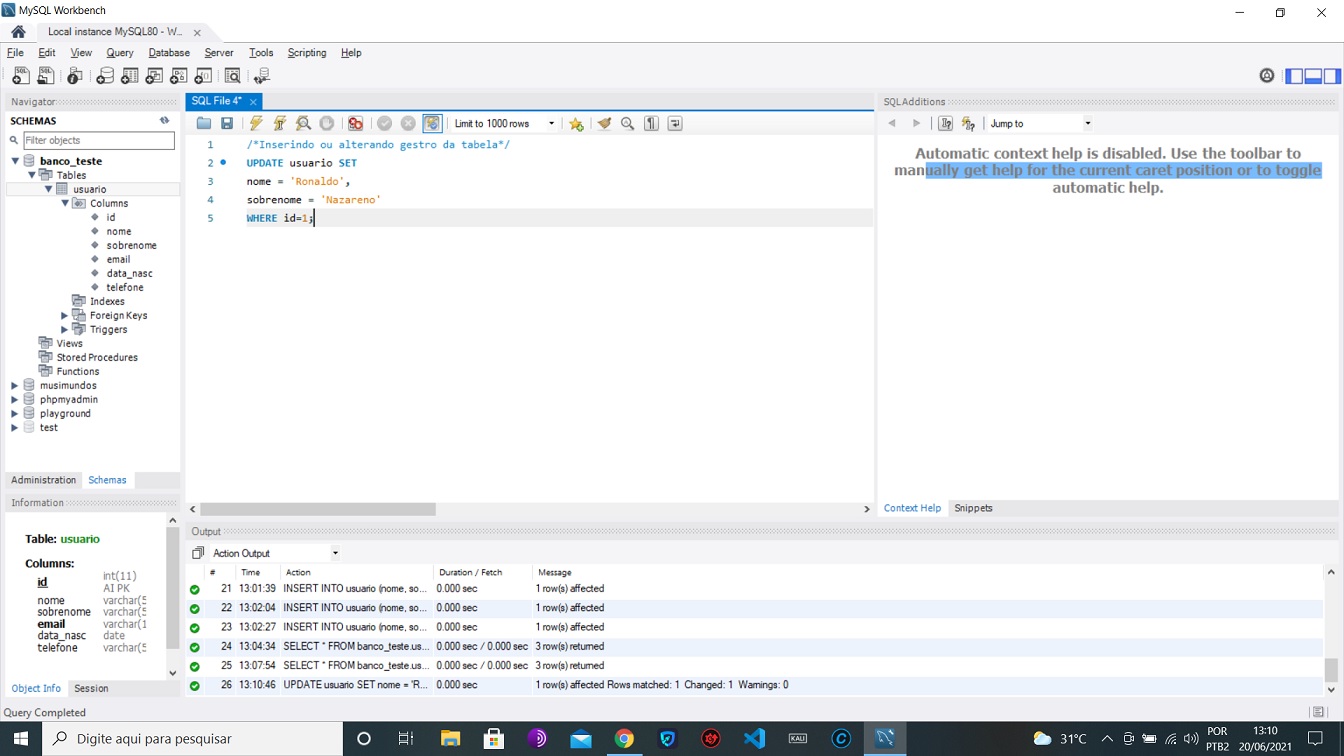 MySQL Workbench
Local instance MySQL80 - W...
File Edit View Query Database Server Tools Scripting Help
Navigator
SCHEMAS
Filter objects
banco_teste
Tables
usuario
Columns
id
nome
sobrenome
email
data_nasc
telefone
Indexes
Foreign Keys
Triggers
Views
Stored Procedures
Functions
musimundos
phpmyadmin
playground
test
Administration Schemas
Information
Table: usuario
Columns:
id int(11)
AI PK
nome varchar(5
sobrenome varchar(5
email varchar(1
data_nasc date
telefone varchar(5
Object Info Session
SQL File 4*
Limit to 1000 rows
1 /*Inserindo ou alterando gestro da tabela*/
2 UPDATE usuario SET
3 nome = 'Ronaldo',
4 sobrenome = 'Nazareno'
5 WHERE id=1;
SQLAdditions
Jump to
Automatic context help is disabled. Use the toolbar to
manually get help for the current caret position or to toggle
automatic help.
Context Help Snippets
Output
Action Output
# Time Action Duration / Fetch Message
21 13:01:39 INSERT INTO usuario (nome, so... 0.000 sec 1 row(s) affected
22 13:02:04 INSERT INTO usuario (nome, so... 0.000 sec 1 row(s) affected
23 13:02:27 INSERT INTO usuario (nome, so... 0.000 sec 1 row(s) affected
24 13:04:34 SELECT * FROM banco_teste.us... 0.000 sec / 0.000 sec 3 row(s) returned
25 13:07:54 SELECT * FROM banco_teste.us... 0.000 sec / 0.000 sec 3 row(s) returned
26 13:10:46 UPDATE usuario SET nome = 'R... 0.000 sec 1 row(s) affected Rows matched: 1 Changed: 1 Warnings: 0
Query Completed
Digite aqui para pesquisar
KALI
31°C
POR
PTB2
13:10
20/06/2021